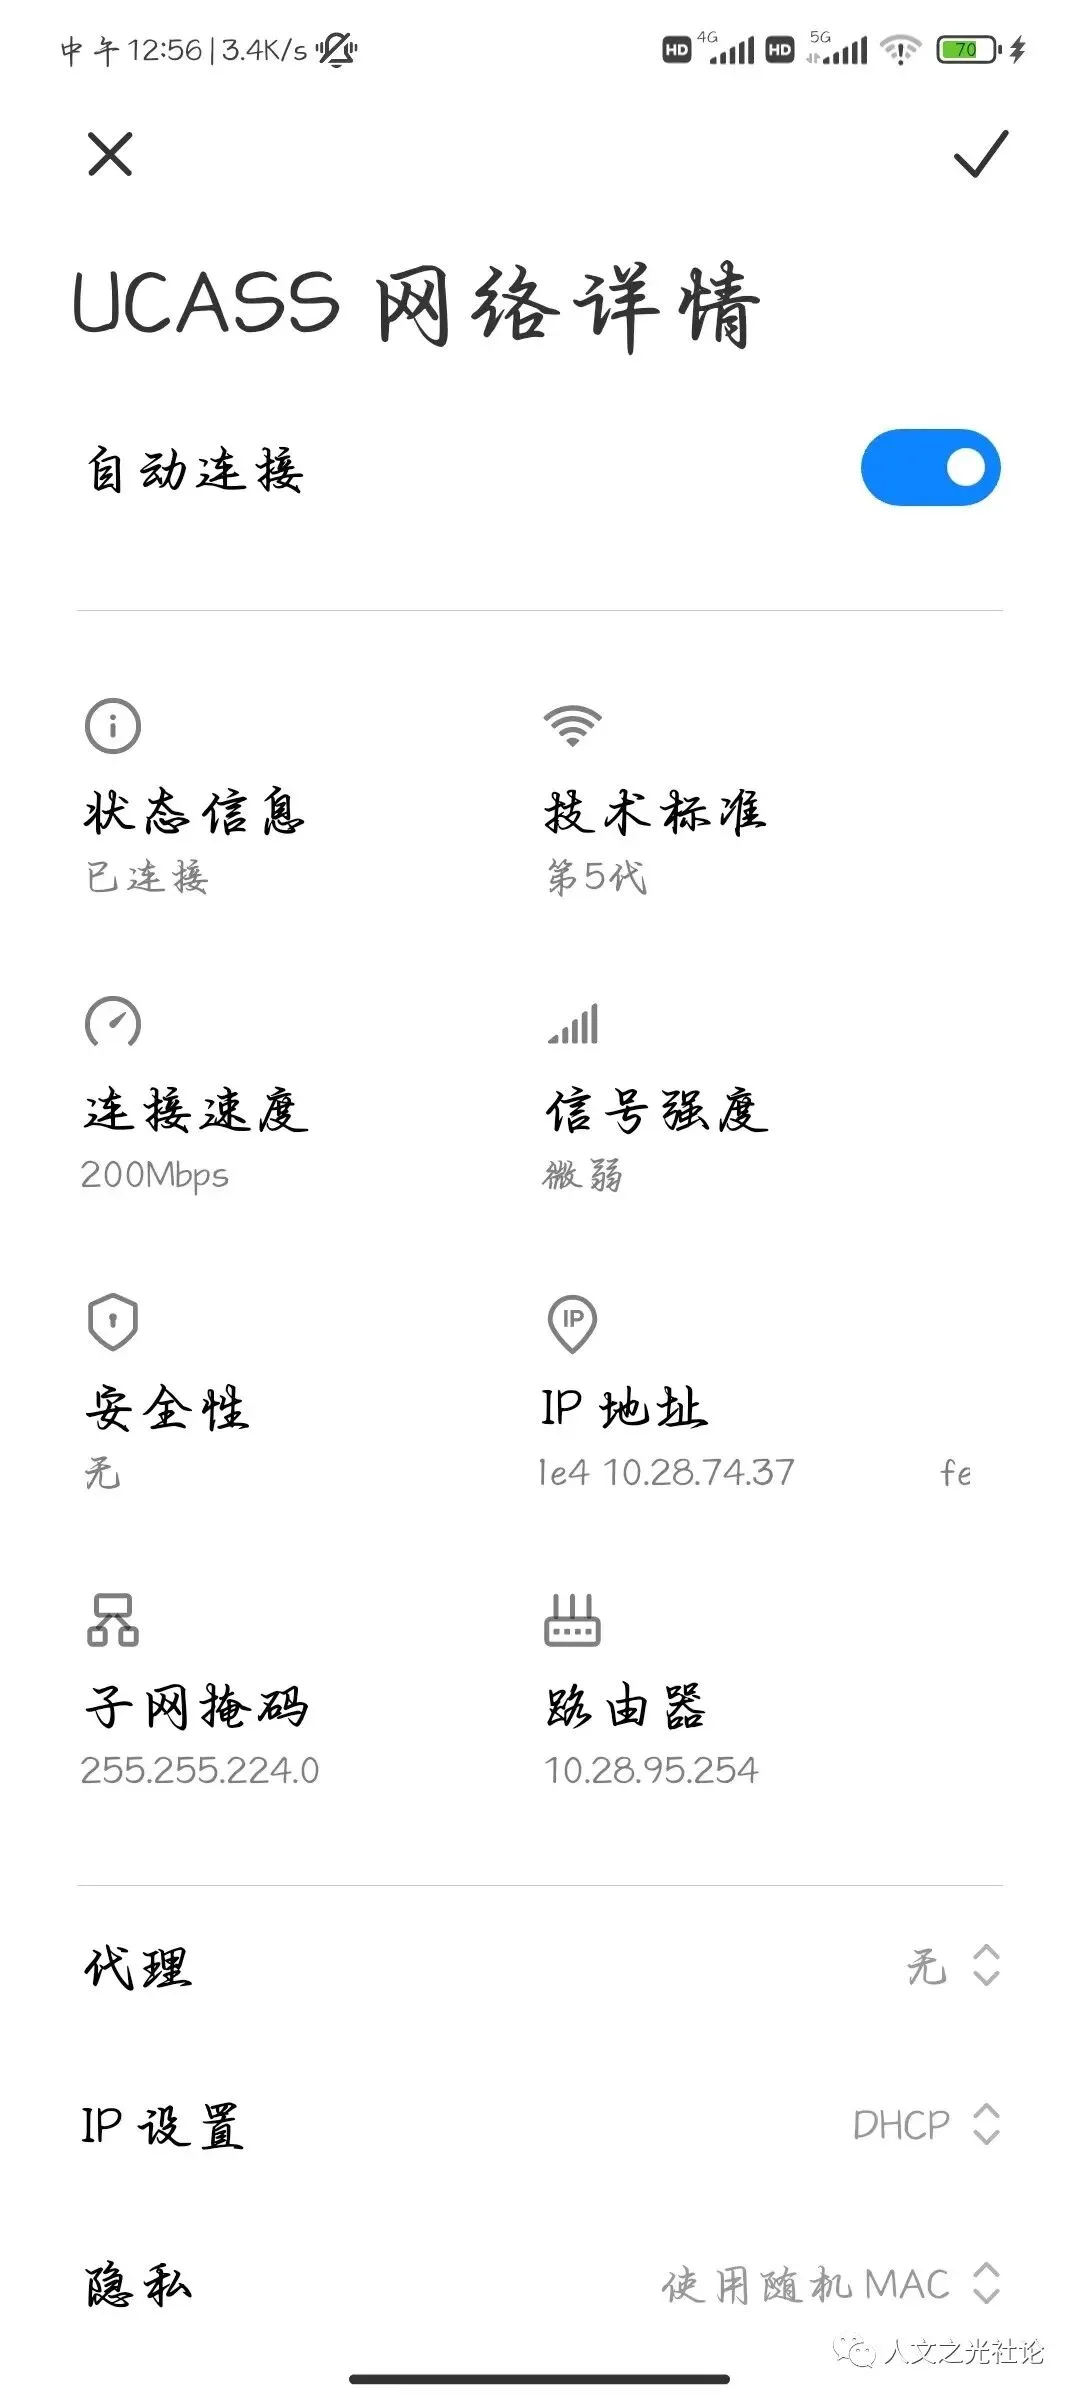 中午12:56|3.4K/s HD 4G HD 5G 70
UCASS 网络详情
自动连接
状态信息 技术标准
已连接 第5代
连接速度 信号强度
200Mbps 微弱
IP
安全性 IP 地址
无 1e4 10.28.74.37 fe
子网掩码 路由器
255.255.224.0 10.28.95.254
代理 无
IP 设置 DHCP
隐私 使用随机 MAC
人文之光社论